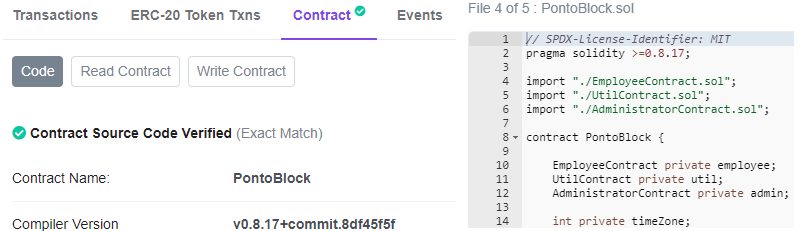 Transactions ERC-20 Token Txns Contract Events
Code Read Contract Write Contract
Contract Source Code Verified (Exact Match)
Contract Name: PontoBlock
Compiler Version v0.8.17+commit.8df45f5f
File 4 of 5 : PontoBlock.sol
1 // SPDX-License-Identifier: MIT
2 pragma solidity >=0.8.17;
3
4 import "./EmployeeContract.sol";
5 import "./UtilContract.sol";
6 import "./AdministratorContract.sol";
7
8 contract PontoBlock {
9
10 EmployeeContract private employee;
11 UtilContract private util;
12 AdministratorContract private admin;
13
14 int private timeZone;